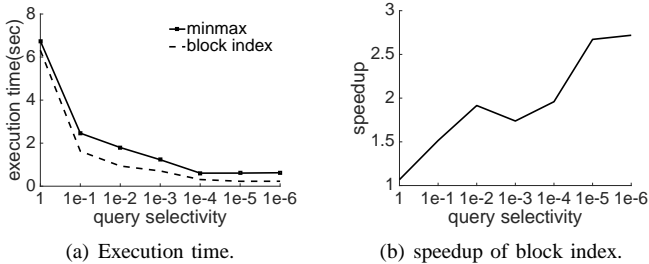 8
6
4
2
0
execution time(sec)
minmax
block index
1 1e-1 1e-2 1e-3 1e-4 1e-5 1e-6
query selectivity
(a) Execution time.
3
2.5
2
1.5
1
speedup
1 1e-1 1e-2 1e-3 1e-4 1e-5 1e-6
query selectivity
(b) speedup of block index.